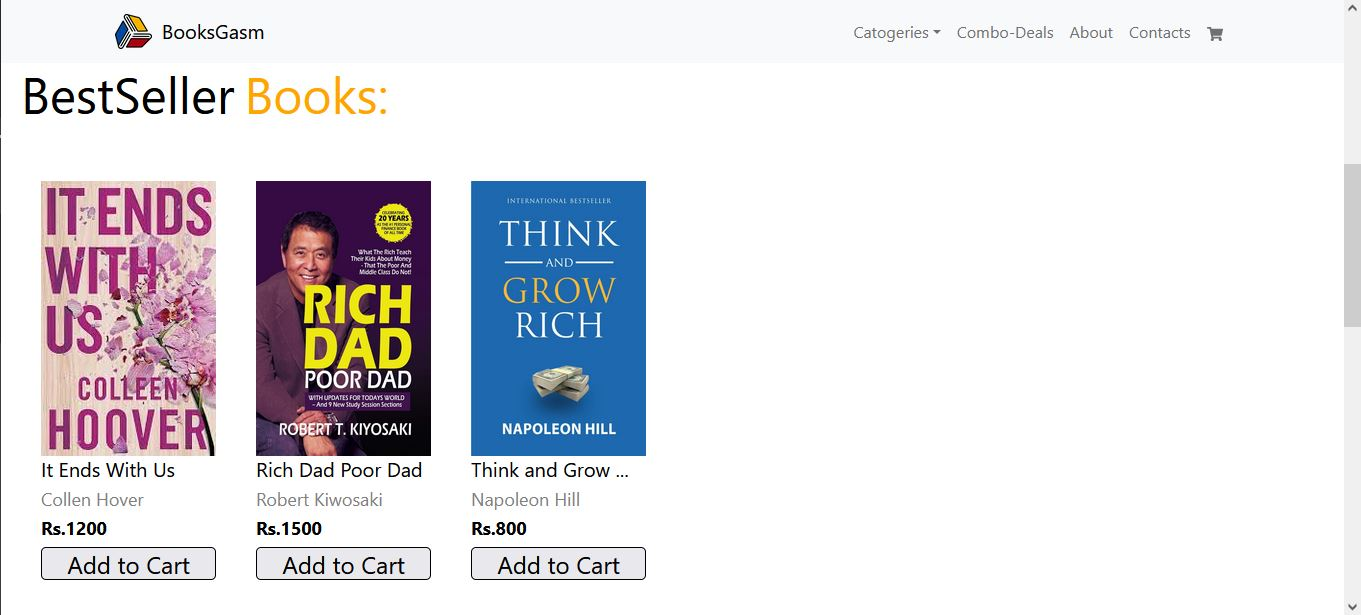 BooksGasm
Catogeries
Combo-Deals
About
Contacts
BestSeller Books:
IT ENDS
WITH
US
COLLEEN
HOOVER
It Ends With Us
Collen Hover
Rs.1200
Add to Cart
CELEBRATING
20 YEARS
AS THE #1 PERSONAL
FINANCE BOOK
OF ALL TIME
What The Rich Teach
Their Kids About Money
- That The Poor And
Middle Class Do Not!
RICH
DAD
POOR DAD
WITH UPDATES FOR TODAYS WORLD
– And 9 New Study Session Sections
ROBERT T. KIYOSAKI
Rich Dad Poor Dad
Robert Kiwosaki
Rs.1500
Add to Cart
INTERNATIONAL BESTSELLER
THINK
AND
GROW
RICH
NAPOLEON HILL
Think and Grow ...
Napoleon Hill
Rs.800
Add to Cart